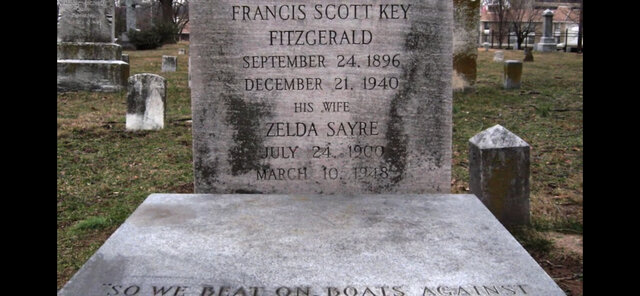 FRANCIS SCOTT KEY
FITZGERALD
SEPTEMBER 24, 1896
DECEMBER 21, 1940
HIS WIFE
ZELDA SAYRE
JULY 24, 1900
MARCH 10, 1948
"SO WE BEAT ON, BOATS AGAINST